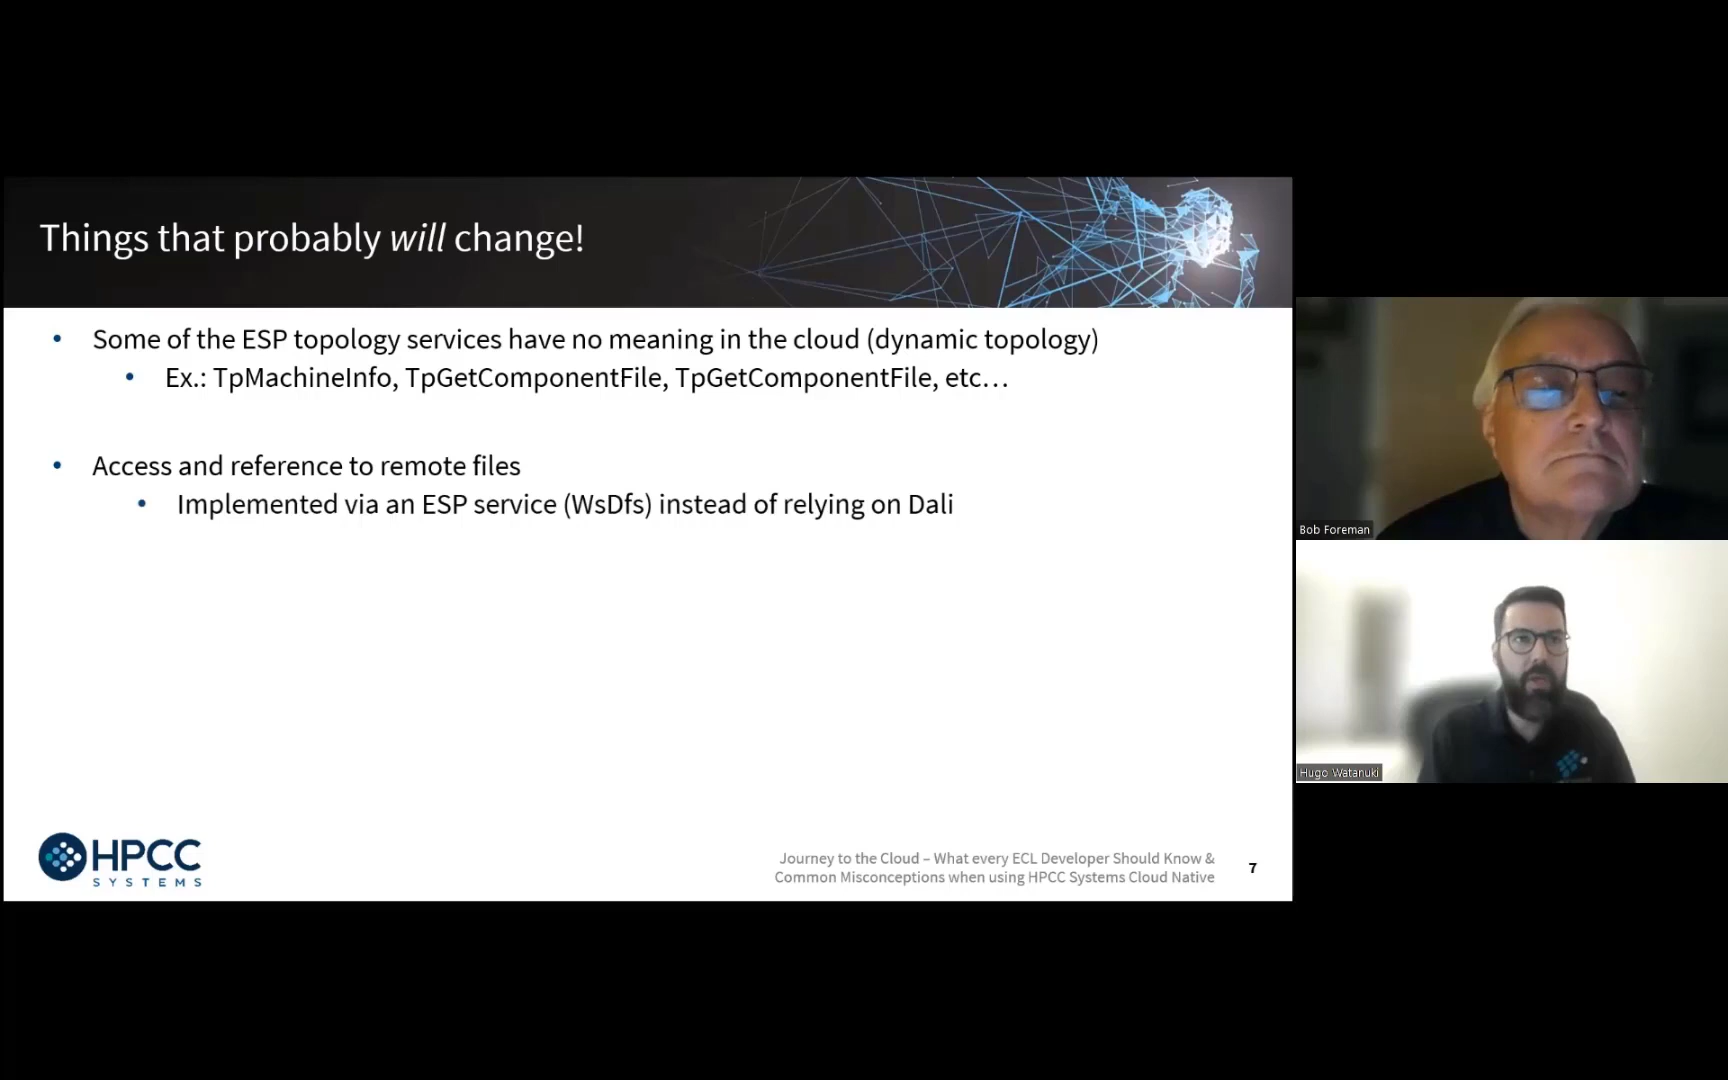 Things that probably will change!
• Some of the ESP topology services have no meaning in the cloud (dynamic topology)
• Ex.: TpMachineInfo, TpGetComponentFile, TpGetComponentFile, etc…
• Access and reference to remote files
• Implemented via an ESP service (WsDfs) instead of relying on Dali
HPCC
SYSTEMS
Journey to the Cloud – What every ECL Developer Should Know &
Common Misconceptions when using HPCC Systems Cloud Native
7
Bob Foreman
Hugo Watanuki